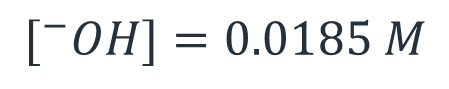 [⁻OH] = 0.0185 M